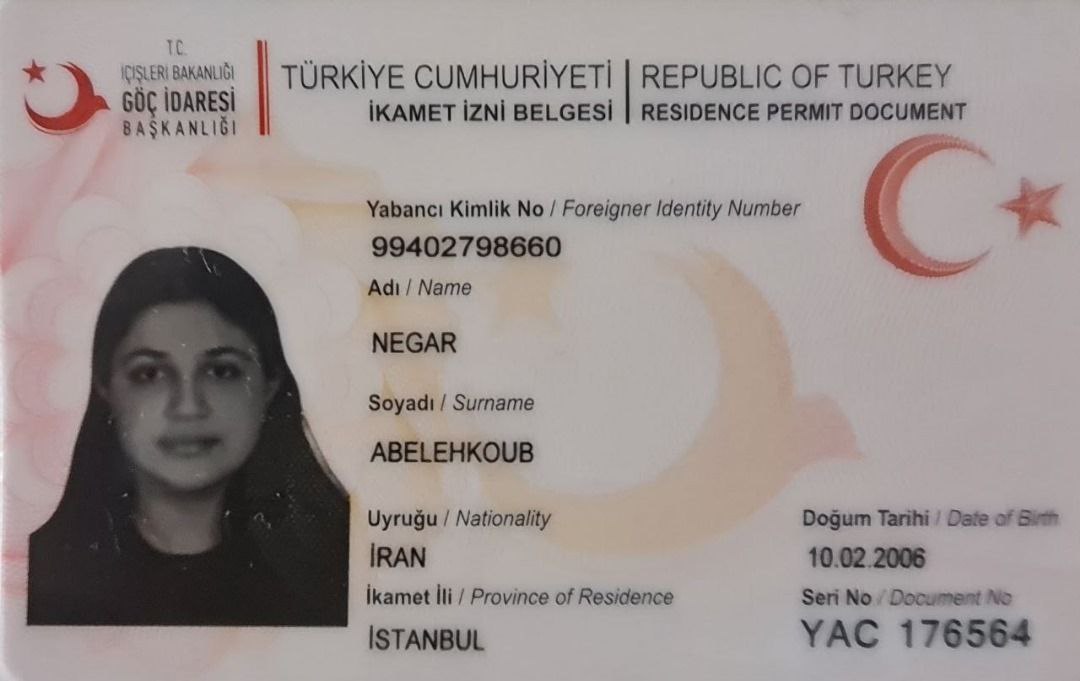 T.C.
İÇİŞLERİ BAKANLIĞI
GÖÇ İDARESİ
BAŞKANLIĞI
TÜRKİYE CUMHURİYETİ | REPUBLIC OF TURKEY
İKAMET İZNİ BELGESİ | RESIDENCE PERMIT DOCUMENT
Yabancı Kimlik No / Foreigner Identity Number
99402798660
Adı / Name
NEGAR
Soyadı / Surname
ABELEHKOUB
Uyruğu / Nationality
İRAN
Doğum Tarihi / Date of Birth
10.02.2006
İkamet İli / Province of Residence
İSTANBUL
Seri No / Document No
YAC 176564